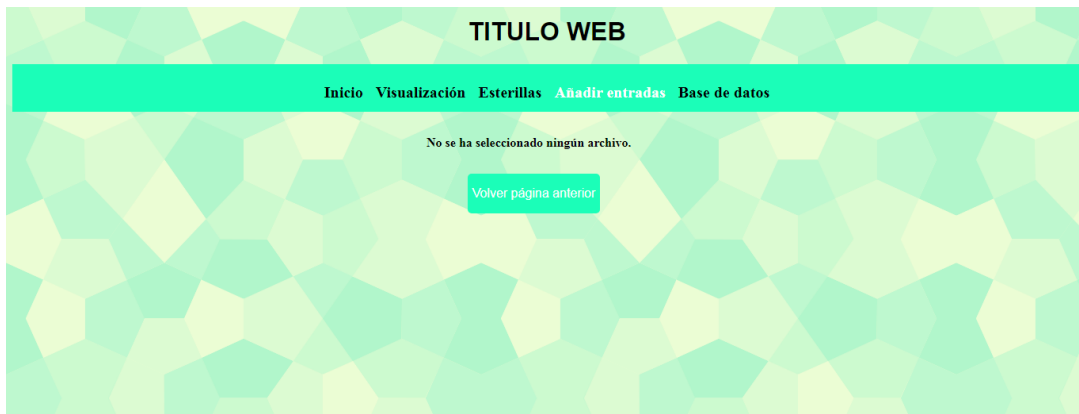 TITULO WEB
Inicio Visualización Esterillas Añadir entradas Base de datos
No se ha seleccionado ningún archivo.
Volver página anterior